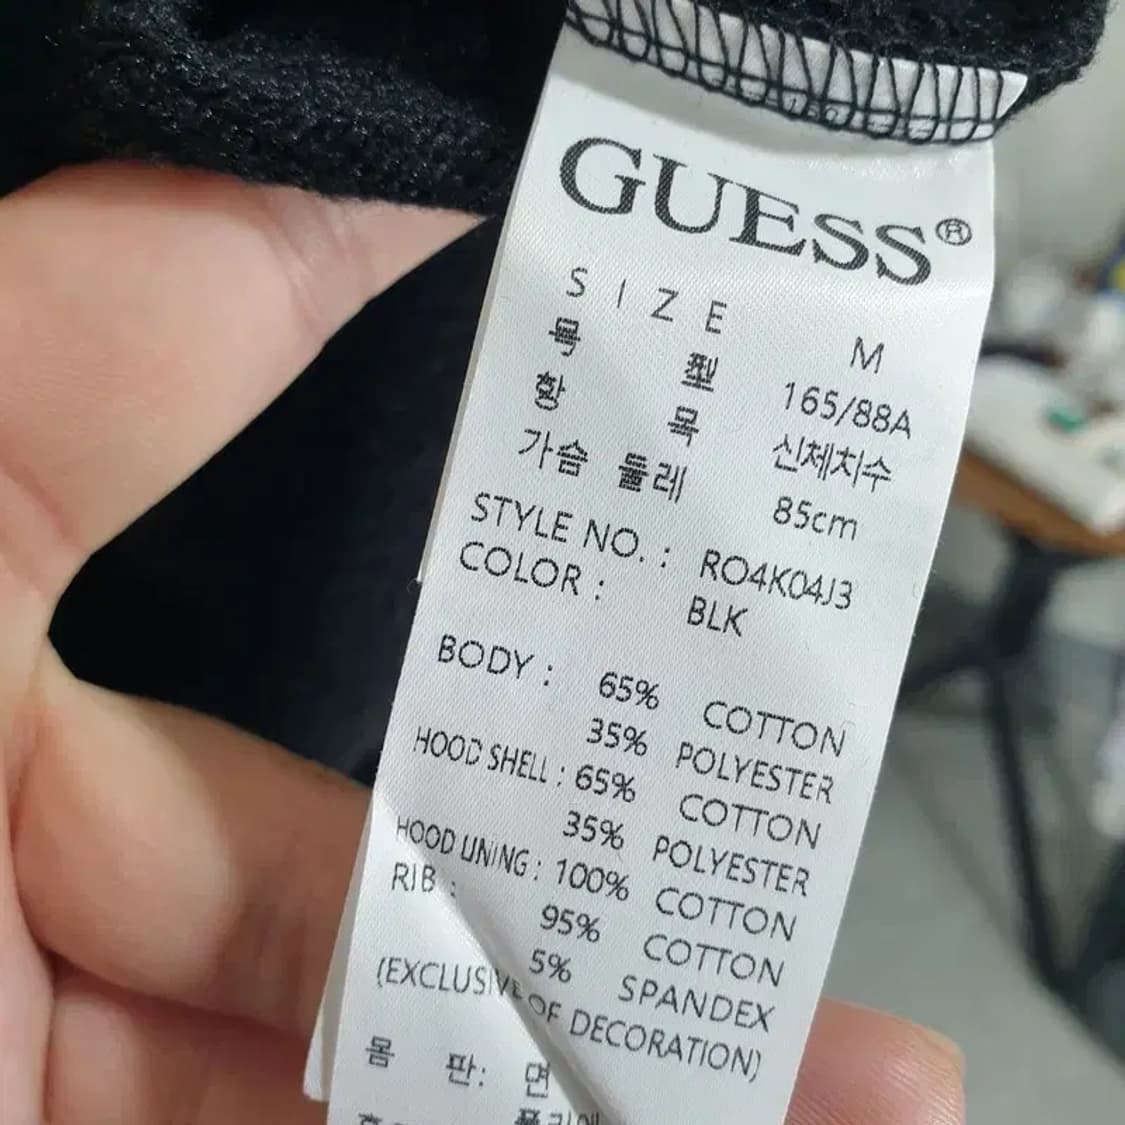 GUESS®
SIZE M
호 형 165/88A
항 목 신체치수
가슴 둘레 85cm
STYLE NO. : RO4K04J3
COLOR : BLK
BODY : 65% COTTON
35% POLYESTER
HOOD SHELL : 65% COTTON
35% POLYESTER
HOOD LINING : 100% COTTON
RIB : 95% COTTON
5% SPANDEX
(EXCLUSIVE OF DECORATION)
몸 판: 면